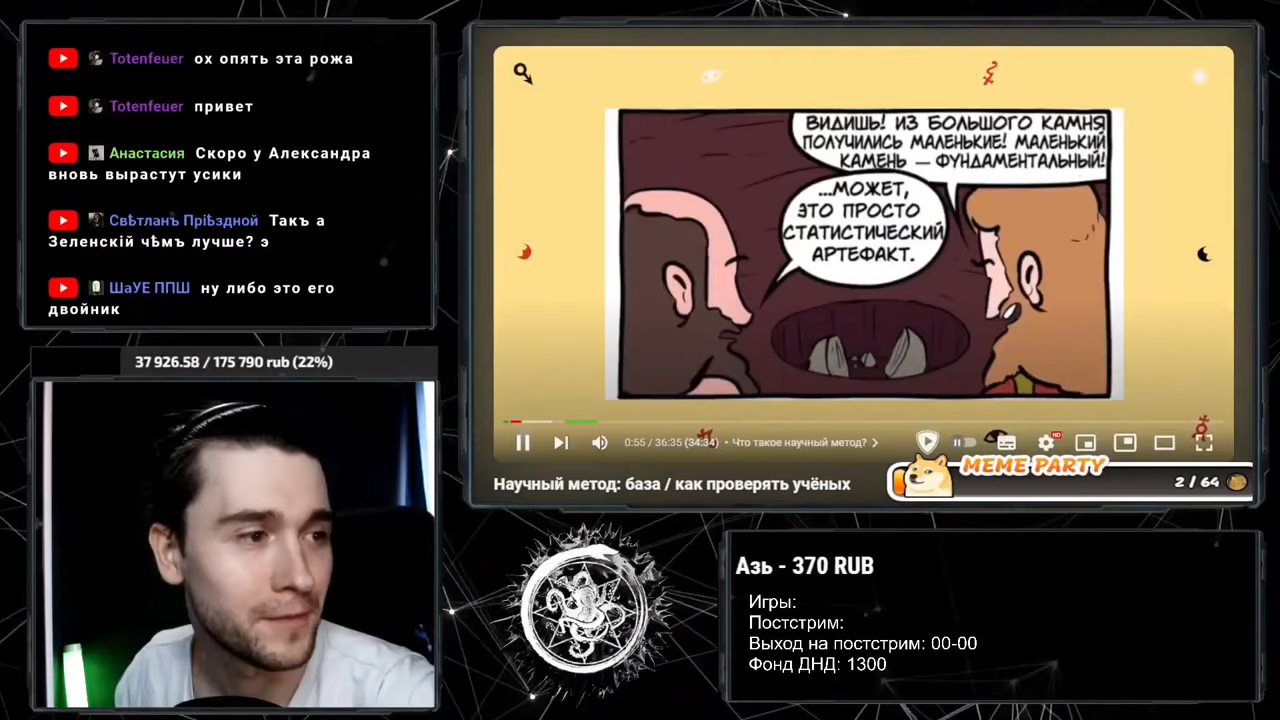 Totenfeuer ох опять эта рожа
Totenfeuer привет
Анастасия Скоро у Александра
вновь вырастут усики
Свѣтланъ Пріѣздной Такъ а
Зеленскій чѣмъ лучше? э
ШаУЕ ППШ ну либо это его
двойник
37 926.58 / 175 790 rub (22%)
ВИДИШЬ! ИЗ БОЛЬШОГО КАМНЯ
ПОЛУЧИЛИСЬ МАЛЕНЬКИЕ! МАЛЕНЬКИЙ
КАМЕНЬ — ФУНДАМЕНТАЛЬНЫЙ!
...МОЖЕТ,
ЭТО ПРОСТО
СТАТИСТИЧЕСКИЙ
АРТЕФАКТ.
0:55 / 36:35 (34:34) • Что такое научный метод?
HD
Научный метод: база / как проверять учёных
MEME PARTY
2 / 64
Азь - 370 RUB
Игры:
Постстрим:
Выход на постстрим: 00-00
Фонд ДНД: 1300